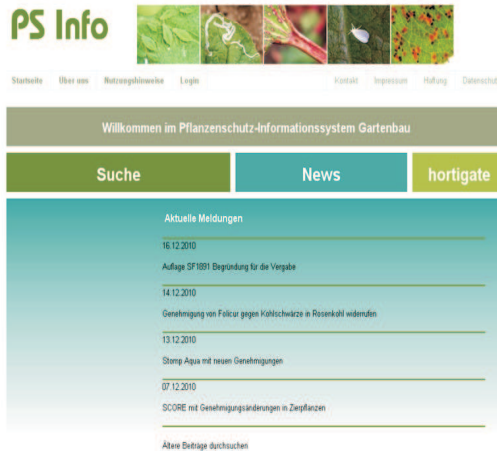 PS Info
Startseite Über uns Nutzungshinweise Login Kontakt Impressum Haftung Datenschutz
Willkommen im Pflanzenschutz-Informationssystem Gartenbau
Suche News hortigate
Aktuelle Meldungen
16.12.2010
Auflage SF1891 Begründung für die Vergabe
14.12.2010
Genehmigung von Folicur gegen Kohlschwärze in Rosenkohl widerrufen
13.12.2010
Stomp Aqua mit neuen Genehmigungen
07.12.2010
SCORE mit Genehmigungsänderungen in Zierpflanzen
Ältere Beiträge durchsuchen